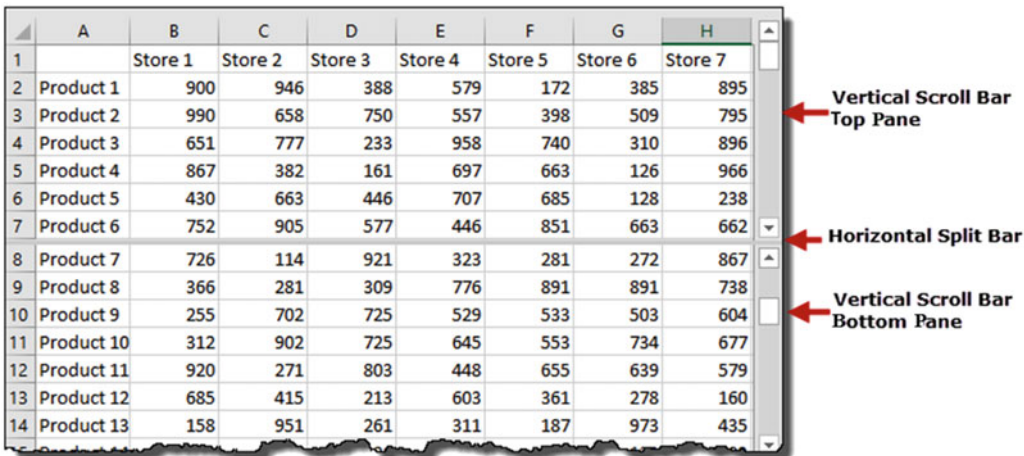 A B C D E F G H
1 Store 1 Store 2 Store 3 Store 4 Store 5 Store 6 Store 7
2 Product 1 900 946 388 579 172 385 895
3 Product 2 990 658 750 557 398 509 795
4 Product 3 651 777 233 958 740 310 896
5 Product 4 867 382 161 697 663 126 966
6 Product 5 430 663 446 707 685 128 238
7 Product 6 752 905 577 446 851 663 662
8 Product 7 726 114 921 323 281 272 867
9 Product 8 366 281 309 776 891 891 738
10 Product 9 255 702 725 529 533 503 604
11 Product 10 312 902 725 645 553 734 677
12 Product 11 920 271 803 448 655 639 579
13 Product 12 685 415 213 603 361 278 160
14 Product 13 158 951 261 311 187 973 435
Vertical Scroll Bar
Top Pane
Horizontal Split Bar
Vertical Scroll Bar
Bottom Pane